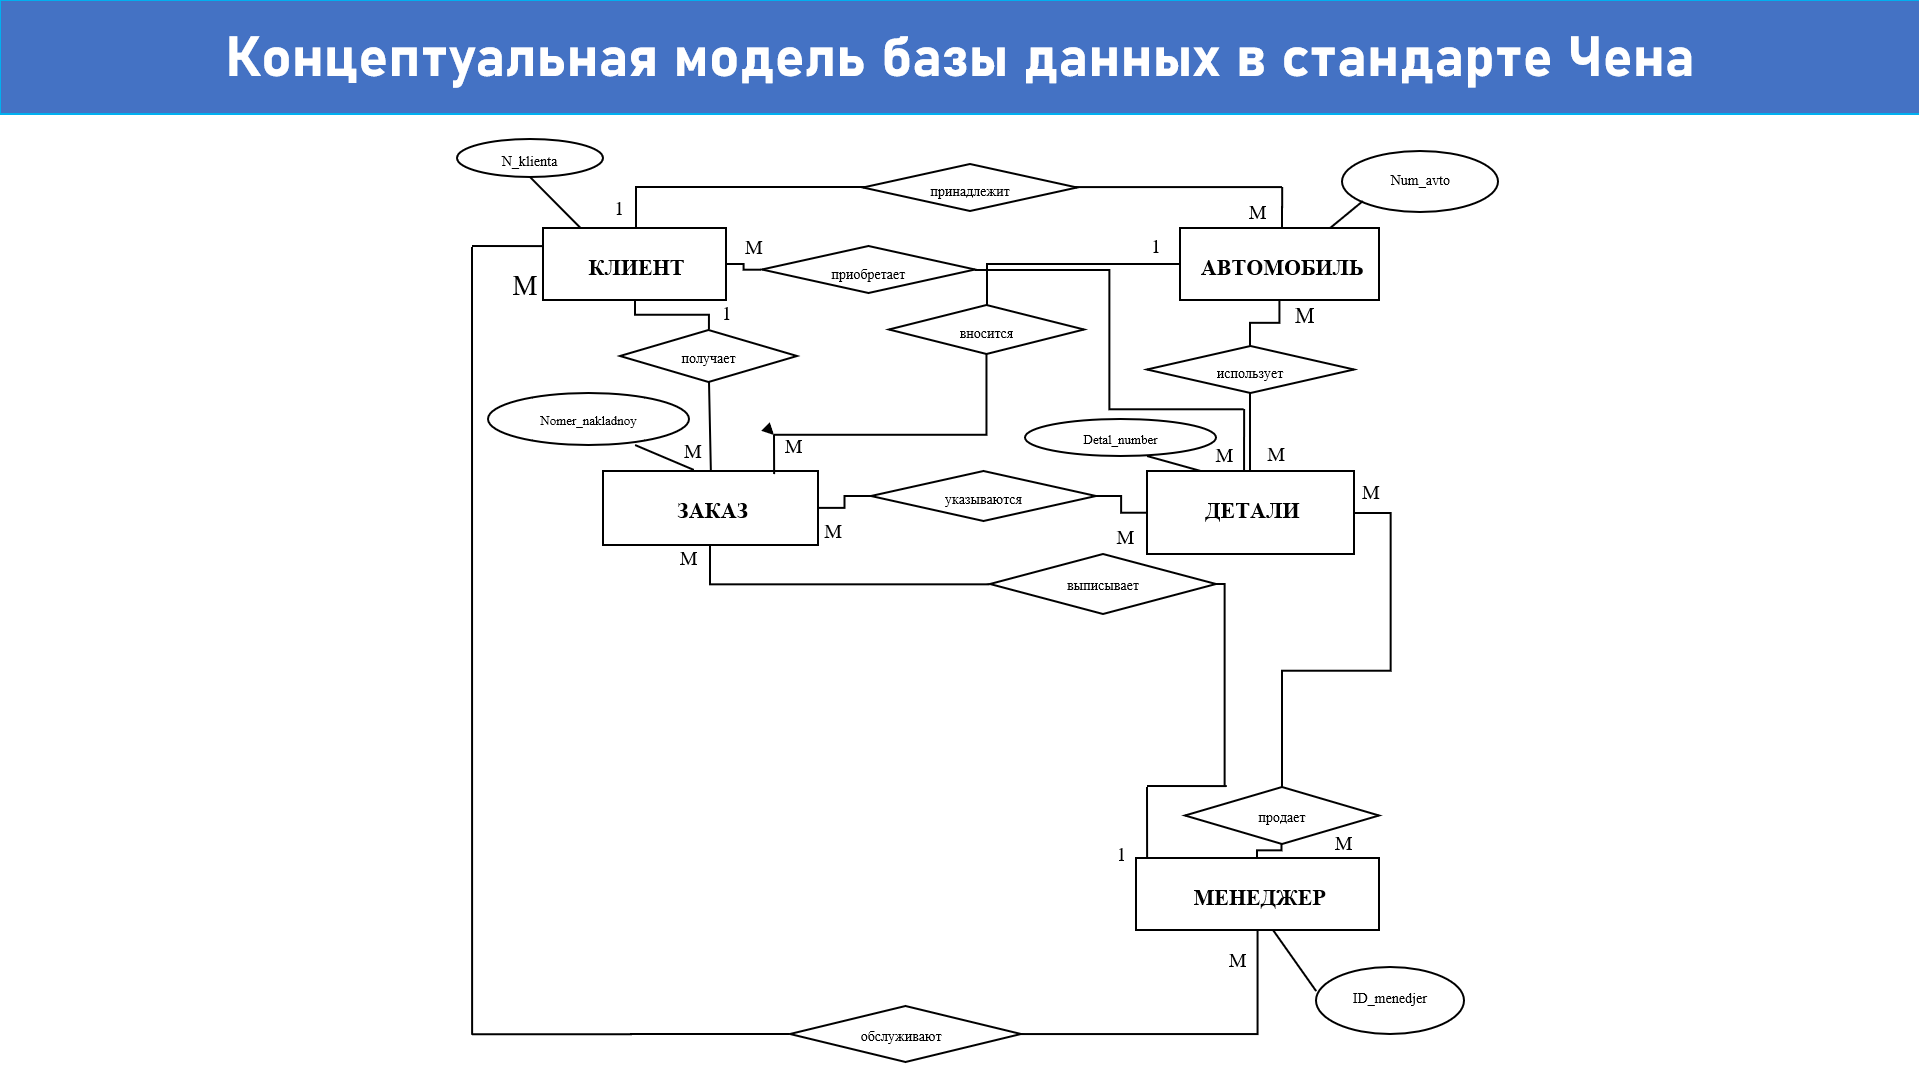 Концептуальная модель базы данных в стандарте Чена
N_klienta
принадлежит
Num_avto
1
М
КЛИЕНТ
М
приобретает
1
АВТОМОБИЛЬ
М
1
вносится
М
получает
использует
Nomer_nakladnoy
М
М
Detal_number
М
М
ЗАКАЗ
указываются
ДЕТАЛИ
М
М
М
М
выписывает
продает
1
М
МЕНЕДЖЕР
М
ID_menedjer
обслуживают